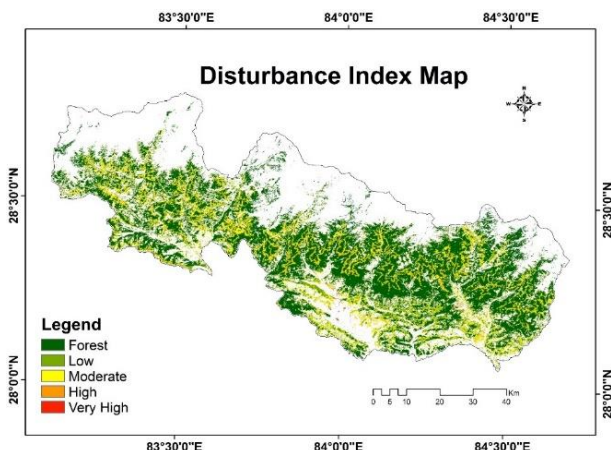 83°30'0"E 84°0'0"E 84°30'0"E
Disturbance Index Map
N
W E
S
28°30'0"N 28°30'0"N
Legend
Forest
Low
Moderate
High
Very High
28°0'0"N 28°0'0"N
Km
0 5 10 20 30 40
83°30'0"E 84°0'0"E 84°30'0"E